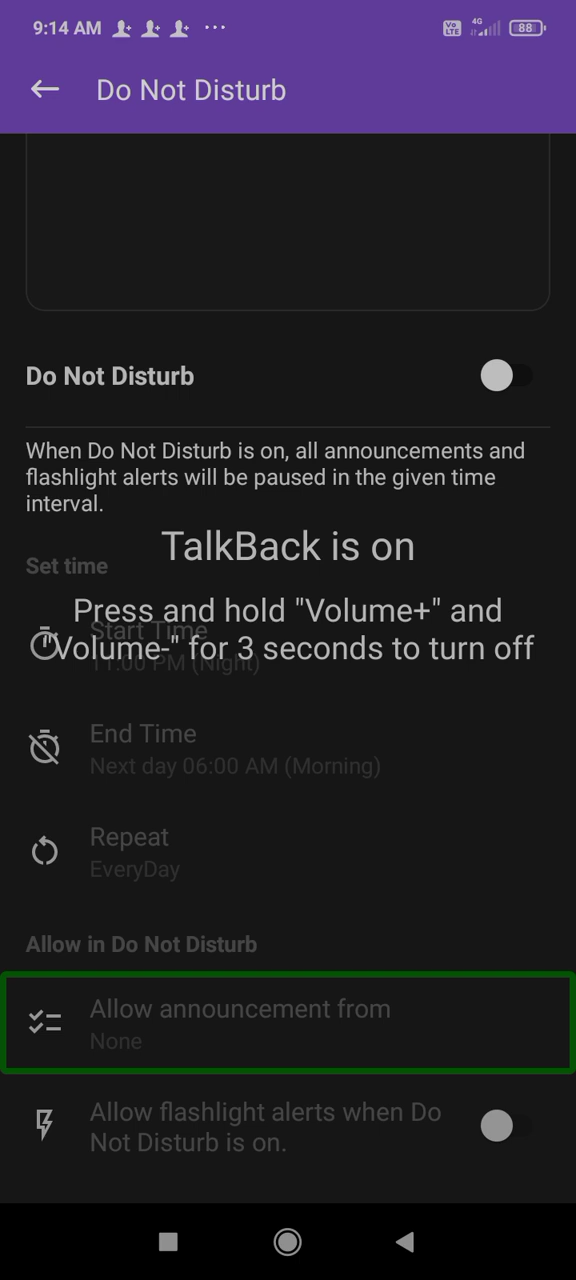 9:14 AM
Vo LTE
4G
88
Do Not Disturb
Do Not Disturb
When Do Not Disturb is on, all announcements and
flashlight alerts will be paused in the given time
interval.
TalkBack is on
Set time
Press and hold "Volume+" and
"Volume-" for 3 seconds to turn off
Start Time
11:00 PM (Night)
End Time
Next day 06:00 AM (Morning)
Repeat
EveryDay
Allow in Do Not Disturb
Allow announcement from
None
Allow flashlight alerts when Do
Not Disturb is on.